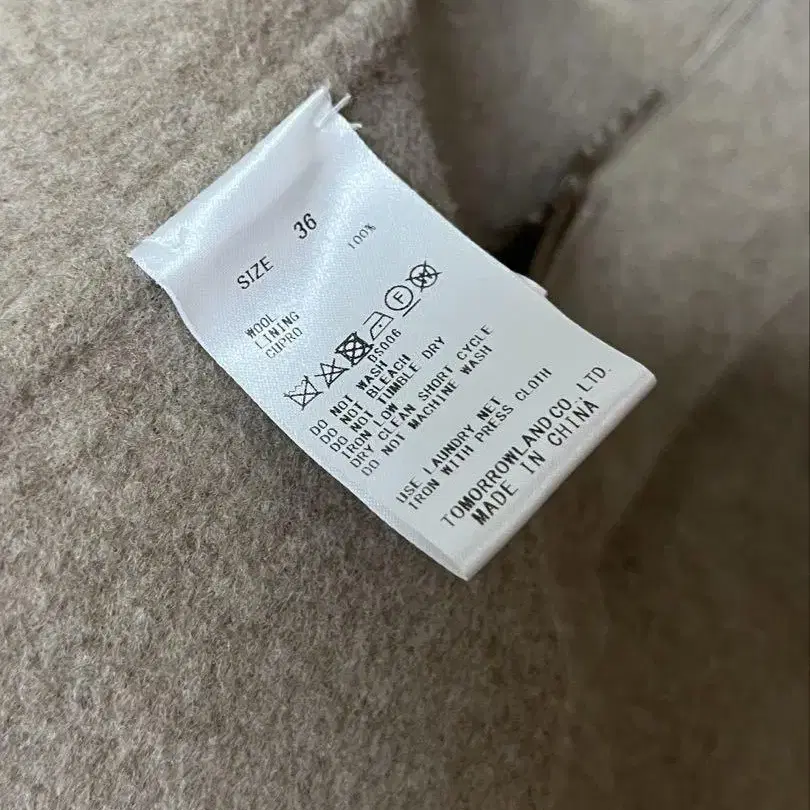 SIZE 36
WOOL 100%
LINING
CUPRO
F
DS006
DO NOT WASH
DO NOT BLEACH
DO NOT TUMBLE DRY
IRON LOW
DRY CLEAN SHORT CYCLE
DO NOT MACHINE WASH
USE LAUNDRY NET
IRON WITH PRESS CLOTH
TOMORROWLAND CO., LTD.
MADE IN CHINA